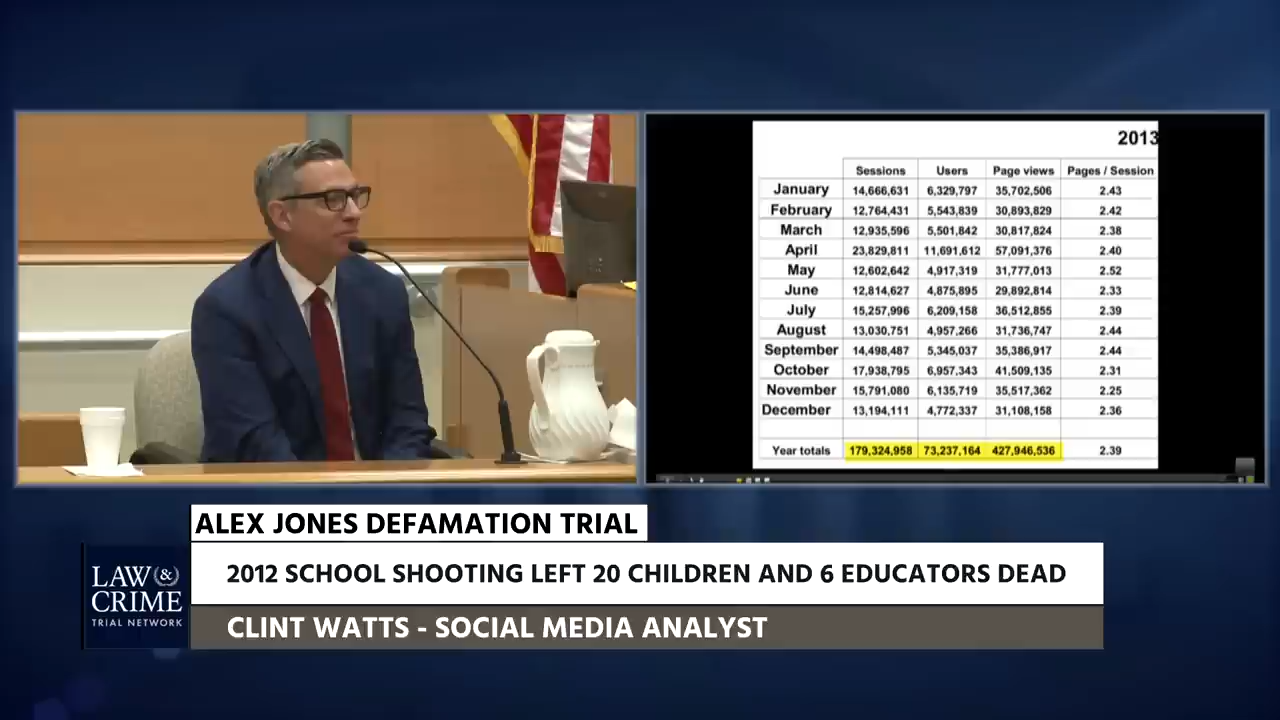 2013
Sessions Users Page views Pages / Session
January 14,666,631 6,329,797 35,702,506 2.43
February 12,764,431 5,543,839 30,893,829 2.42
March 12,935,596 5,501,842 30,817,824 2.38
April 23,829,811 11,691,612 57,091,376 2.40
May 12,602,642 4,917,319 31,777,013 2.52
June 12,814,627 4,875,895 29,892,814 2.33
July 15,257,996 6,209,158 36,512,855 2.39
August 13,030,751 4,957,266 31,736,747 2.44
September 14,498,487 5,345,037 35,386,917 2.44
October 17,938,795 6,957,343 41,509,135 2.31
November 15,791,080 6,135,719 35,517,362 2.25
December 13,194,111 4,772,337 31,108,158 2.36
Year totals 179,324,958 73,237,164 427,946,536 2.39
ALEX JONES DEFAMATION TRIAL
2012 SCHOOL SHOOTING LEFT 20 CHILDREN AND 6 EDUCATORS DEAD
CLINT WATTS - SOCIAL MEDIA ANALYST
LAW &
CRIME
TRIAL NETWORK